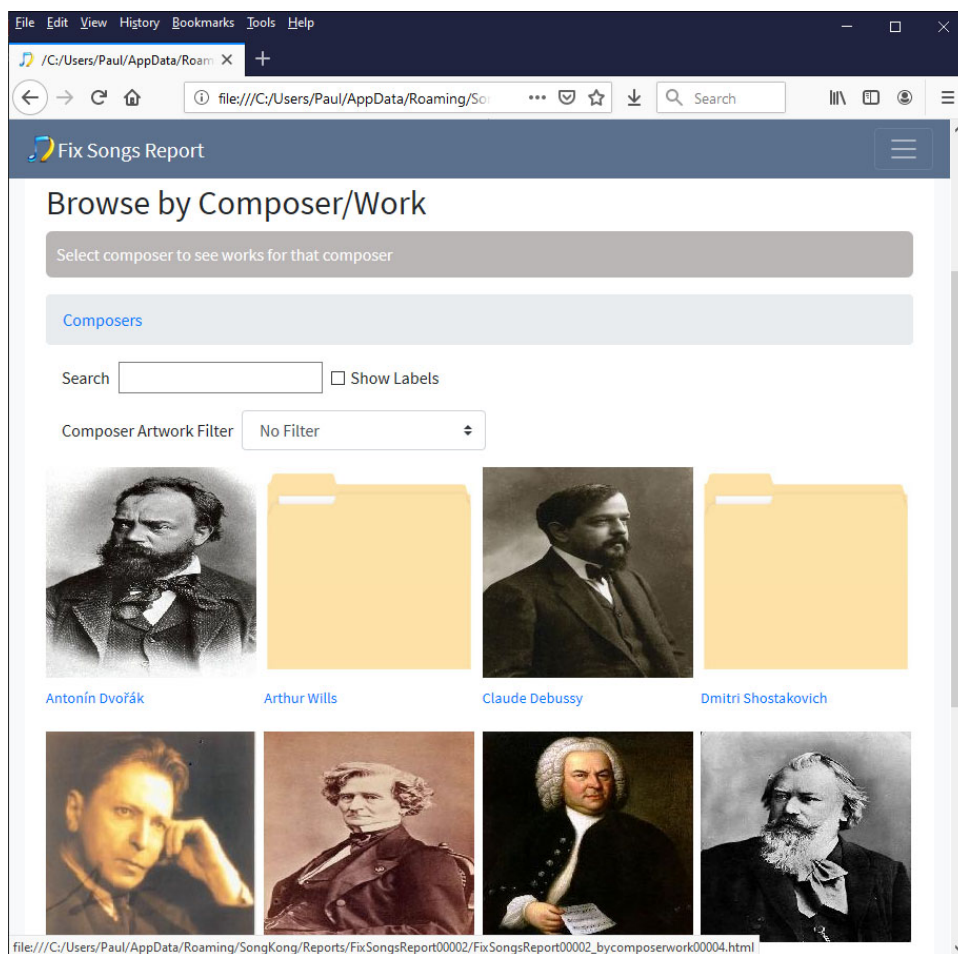 File Edit View History Bookmarks Tools Help
/C:/Users/Paul/AppData/Roam
file:///C:/Users/Paul/AppData/Roaming/So
Search
Fix Songs Report
Browse by Composer/Work
Select composer to see works for that composer
Composers
Search Show Labels
Composer Artwork Filter No Filter
Antonín Dvořák Arthur Wills Claude Debussy Dmitri Shostakovich
file:///C:/Users/Paul/AppData/Roaming/SongKong/Reports/FixSongsReport00002/FixSongsReport00002_bycomposerwork00004.html